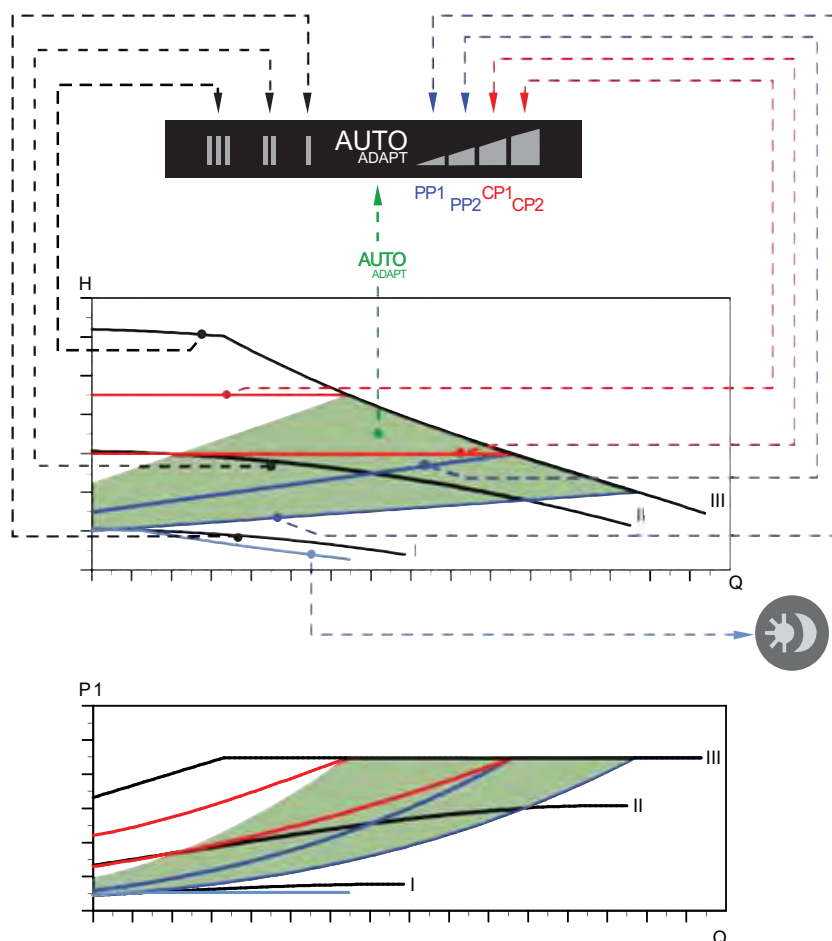 III II I AUTO
ADAPT
PP1 PP2 CP1 CP2
AUTO
ADAPT
H
III
II
I
Q
P1
III
II
I
Q